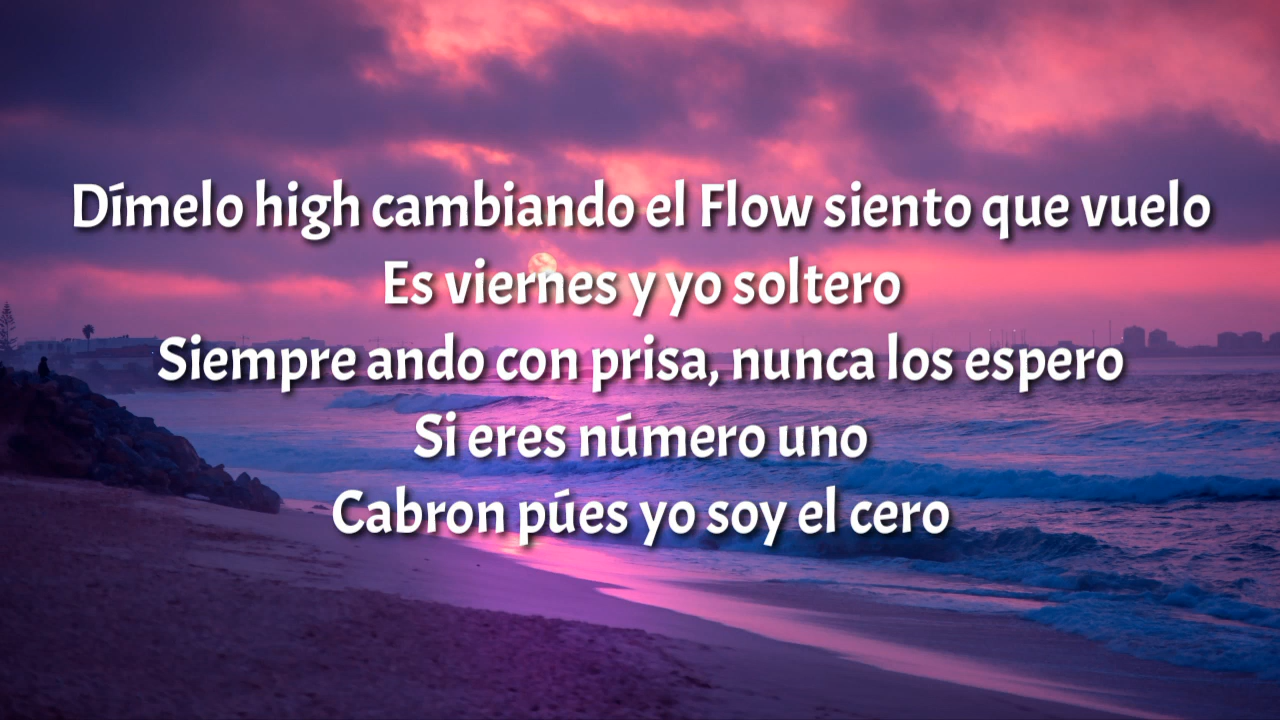 Dímelo high cambiando el Flow siento que vuelo
Es viernes y yo soltero
Siempre ando con prisa, nunca los espero
Si eres número uno
Cabron púes yo soy el cero